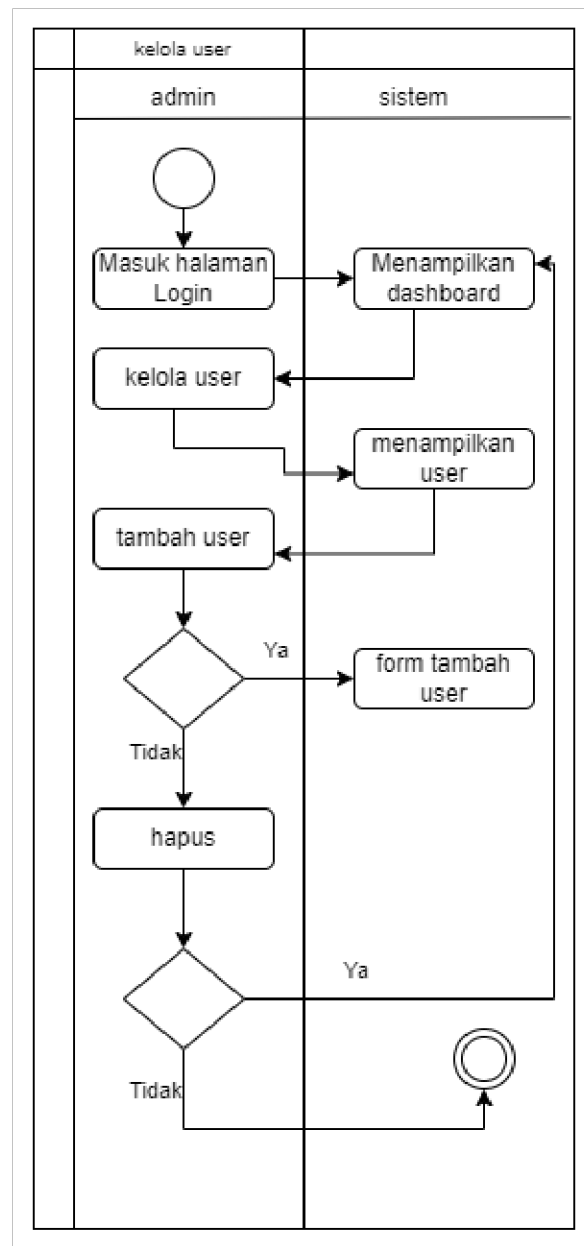 kelola user
admin
sistem
Masuk halaman
Login
Menampilkan
dashboard
kelola user
menampilkan
user
tambah user
Ya
form tambah
user
Tidak
hapus
Ya
Tidak